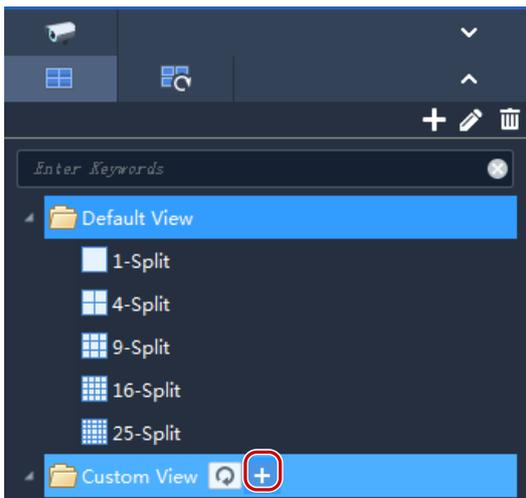 Enter Keywords
Default View
1-Split
4-Split
9-Split
16-Split
25-Split
Custom View